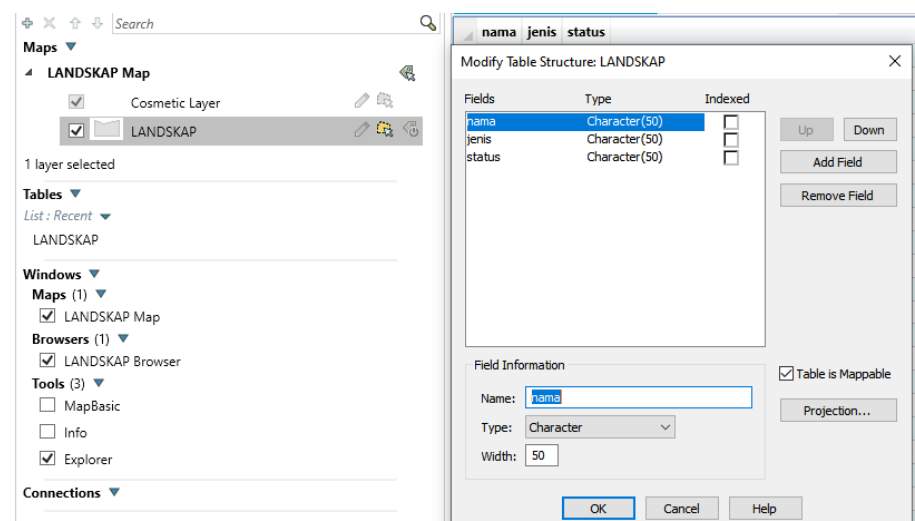 Search
Maps
LANDSKAP Map
Cosmetic Layer
LANDSKAP
1 layer selected
Tables
List : Recent
LANDSKAP
Windows
Maps (1)
LANDSKAP Map
Browsers (1)
LANDSKAP Browser
Tools (3)
MapBasic
Info
Explorer
Connections
nama jenis status
Modify Table Structure: LANDSKAP
Fields Type Indexed
nama Character(50)
jenis Character(50)
status Character(50)
Up Down
Add Field
Remove Field
Field Information
Name: nama
Type: Character
Width: 50
Table is Mappable
Projection...
OK Cancel Help